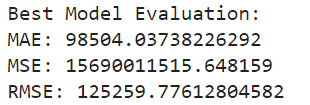 Best Model Evaluation:
MAE: 98504.03738226292
MSE: 15690011515.648159
RMSE: 125259.77612804582